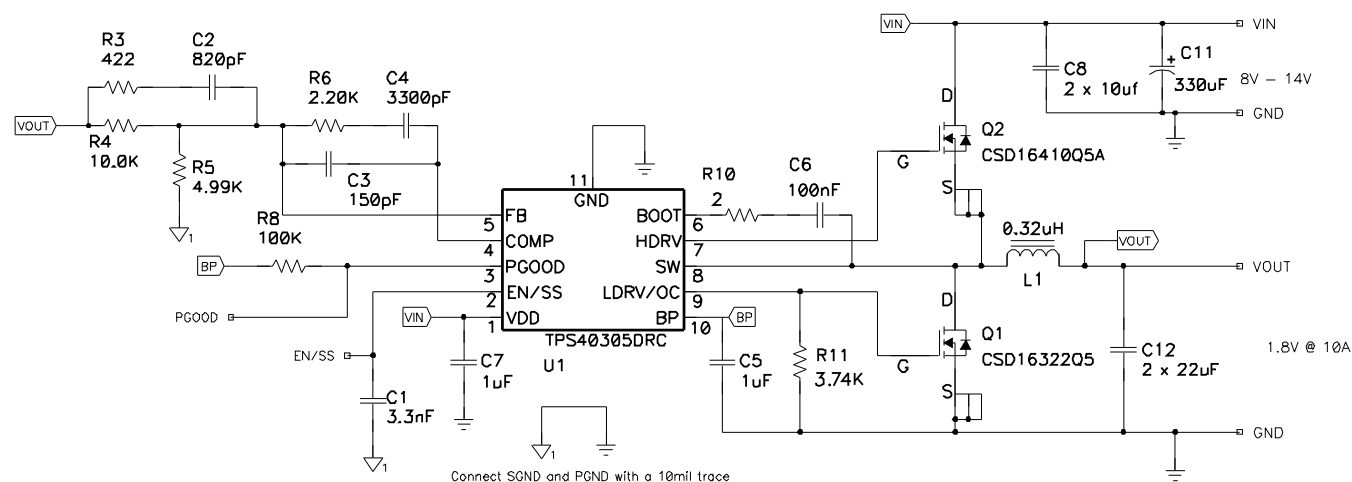 R3
422
C2
820pF
R6
2.20K
C4
3300pF
VOUT
R4
10.0K
R5
4.99K
C3
150pF
1
R8
100K
BP
PGOOD
EN/SS
C1
3.3nF
1
VIN
C7
1uF
11
GND
FB
5
COMP
4
PGOOD
3
EN/SS
2
VDD
1
BOOT
6
HDRV
7
SW
8
LDRV/OC
9
BP
10
TPS40305DRC
U1
1
Connect SGND and PGND with a 10mil trace
R10
2
C6
100nF
BP
C5
1uF
R11
3.74K
VIN
D
G
S
Q2
CSD16410Q5A
C8
2 x 10uf
+
C11
330uF
VIN
8V – 14V
GND
0.32uH
L1
VOUT
VOUT
D
G
S
Q1
CSD16322Q5
C12
2 x 22uF
1.8V @ 10A
GND